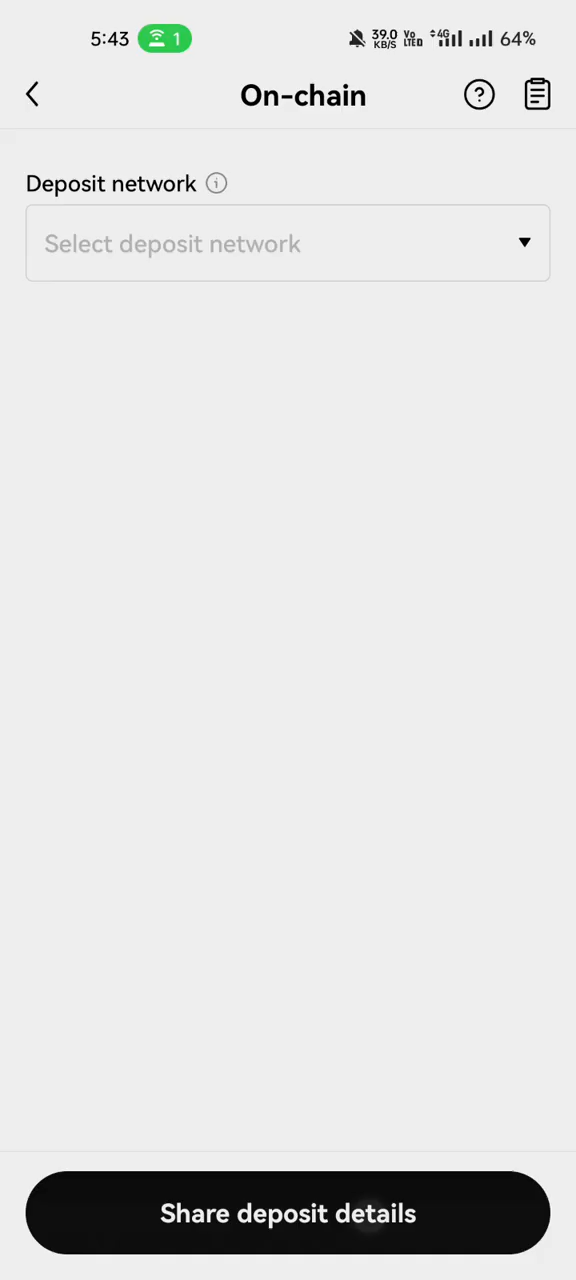 5:43 1 39.0 KB/S Vo LTED 4G 64%
On-chain
Deposit network
Select deposit network
Share deposit details